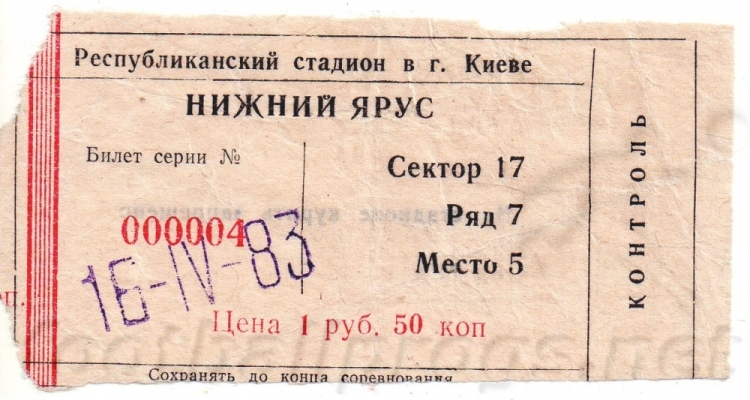 Республиканский стадион в г. Киеве
НИЖНИЙ ЯРУС
Билет серии №
000004
16-IV-83
Сектор 17
Ряд 7
Место 5
Цена 1 руб. 50 коп
Сохранять до конца соревнования
КОНТРОЛЬ